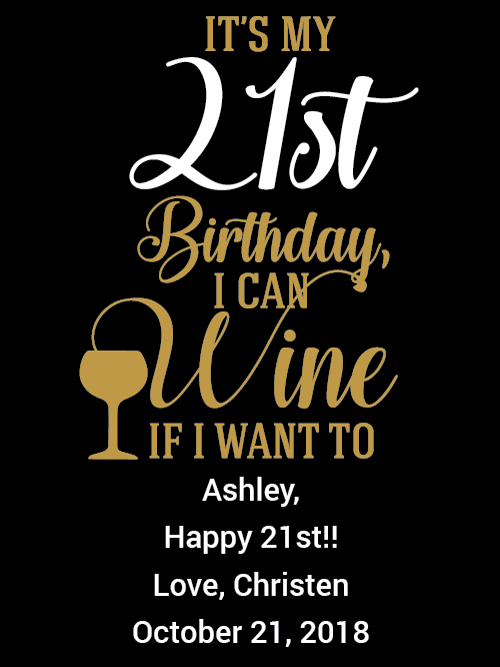 IT'S MY
21st
Birthday,
I CAN
Wine
IF I WANT TO
Ashley,
Happy 21st!!
Love, Christen
October 21, 2018